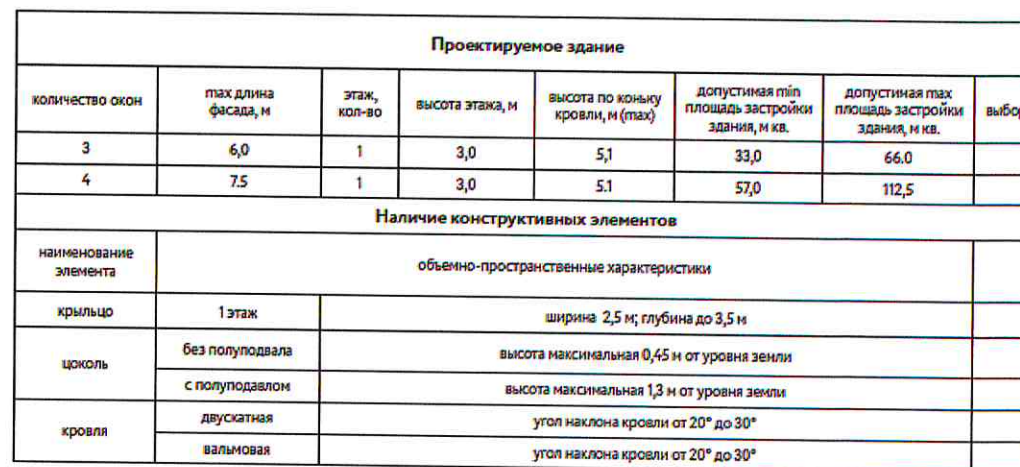 Проектируемое здание
количество окон | max длина фасада, м | этаж, кол-во | высота этажа, м | высота по коньку кровли, м (max) | допустимая min площадь застройки здания, м кв. | допустимая max площадь застройки здания, м кв. | выбор
3 | 6,0 | 1 | 3,0 | 5,1 | 33,0 | 66.0
4 | 7.5 | 1 | 3,0 | 5.1 | 57,0 | 112,5
Наличие конструктивных элементов
наименование элемента | объемно-пространственные характеристики
крыльцо | 1 этаж | ширина 2,5 м; глубина до 3,5 м
цоколь | без полуподвала | высота максимальная 0,45 м от уровня земли
с полуподавлом | высота максимальная 1,3 м от уровня земли
кровля | двускатная | угол наклона кровли от 20° до 30°
вальмовая | угол наклона кровли от 20° до 30°